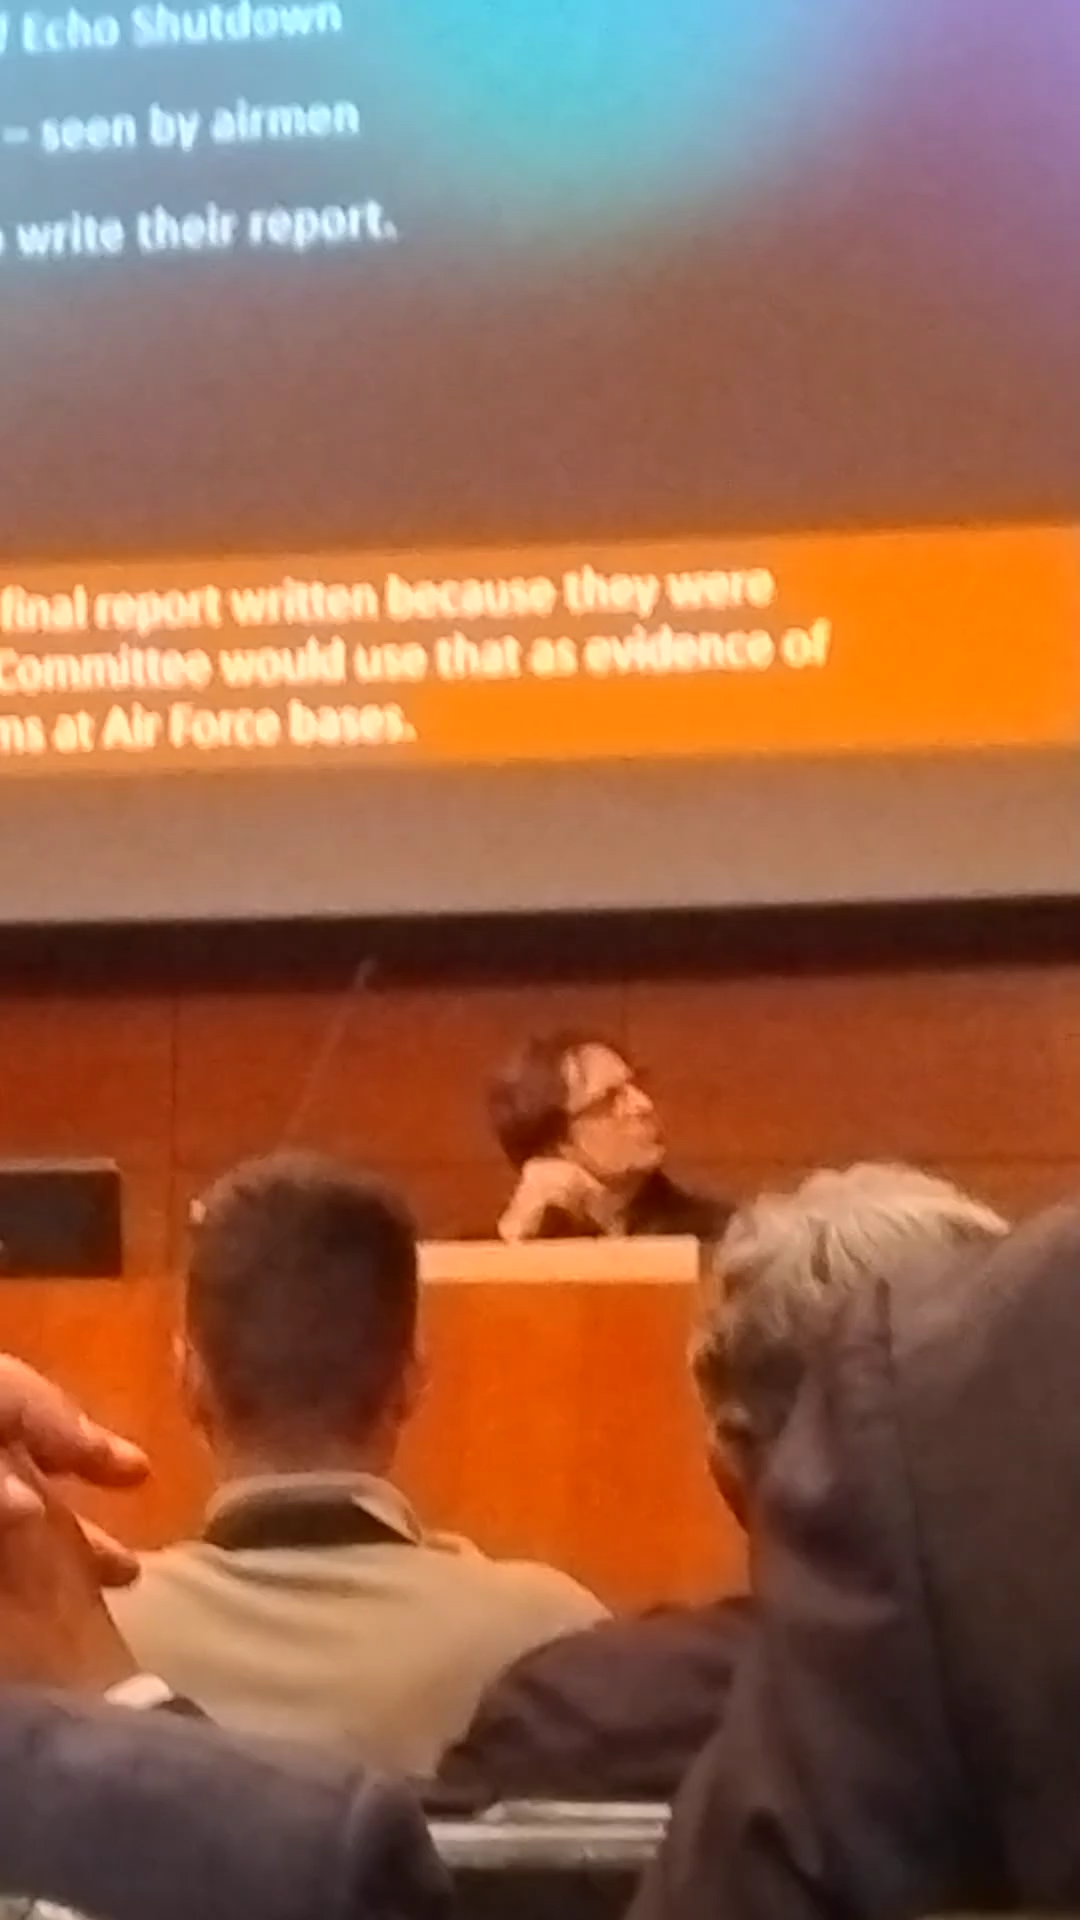 Echo Shutdown
– seen by airmen
write their report.
final report written because they were
Committee would use that as evidence of
at Air Force bases.